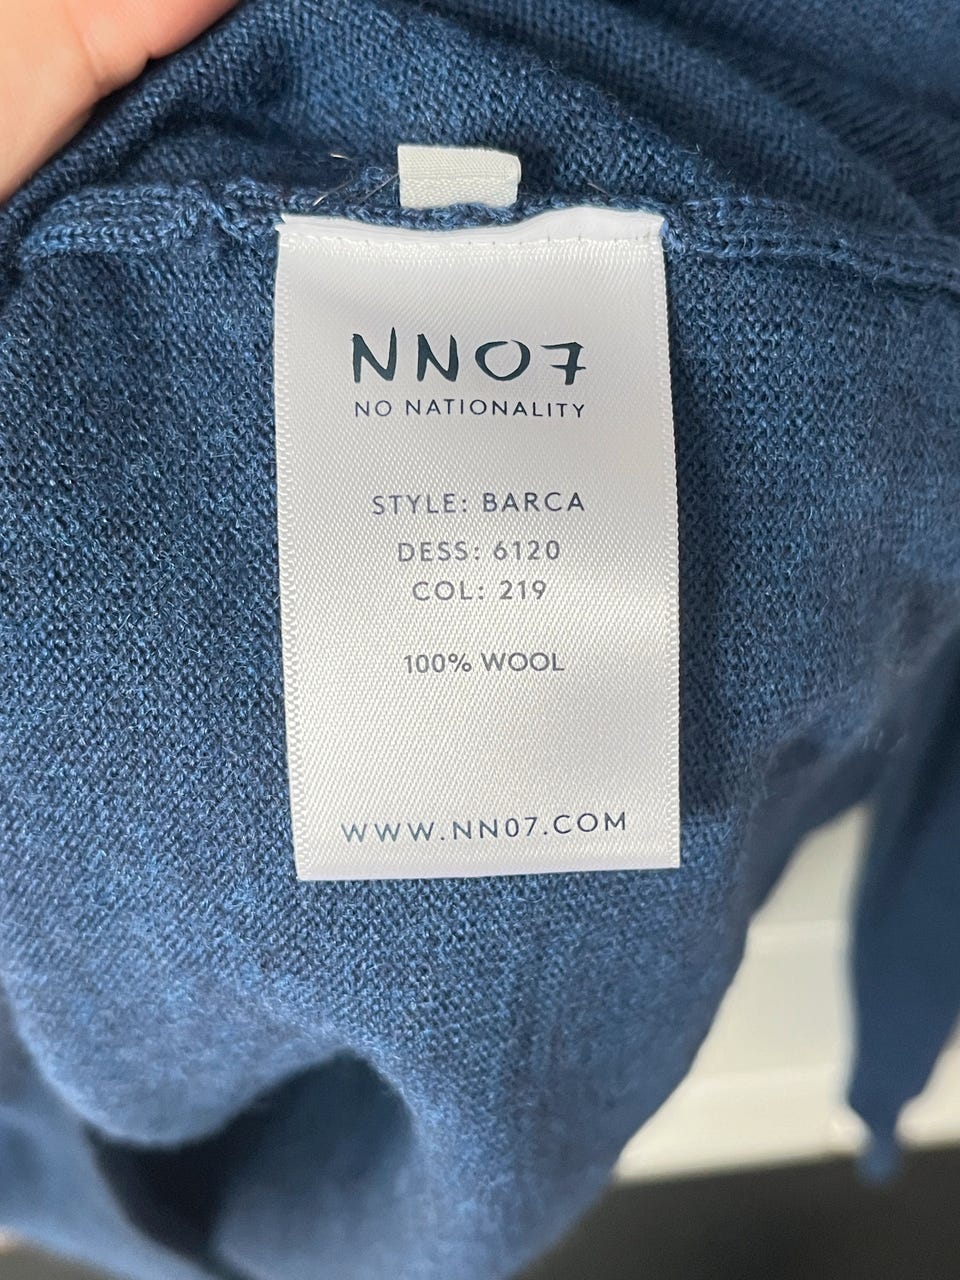 NN07
NO NATIONALITY
STYLE: BARCA
DESS: 6120
COL: 219
100% WOOL
WWW.NN07.COM